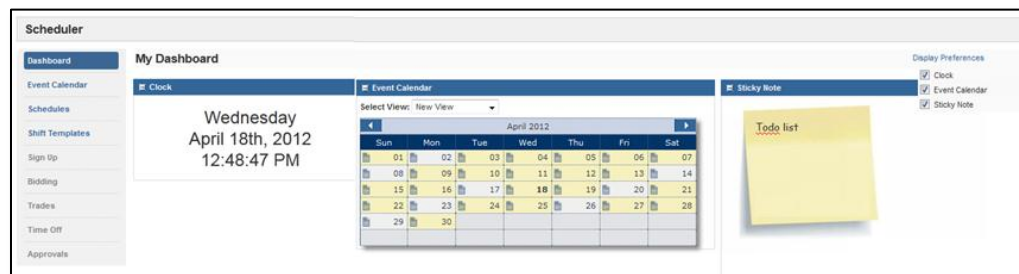 Scheduler
Dashboard
Event Calendar
Schedules
Shift Templates
Sign Up
Bidding
Trades
Time Off
Approvals
My Dashboard
Clock
Wednesday
April 18th, 2012
12:48:47 PM
Event Calendar
Select View: New View
April 2012
Sun Mon Tue Wed Thu Fri Sat
01 02 03 04 05 06 07
08 09 10 11 12 13 14
15 16 17 18 19 20 21
22 23 24 25 26 27 28
29 30
Sticky Note
Todo list
Display Preferences
Clock
Event Calendar
Sticky Note